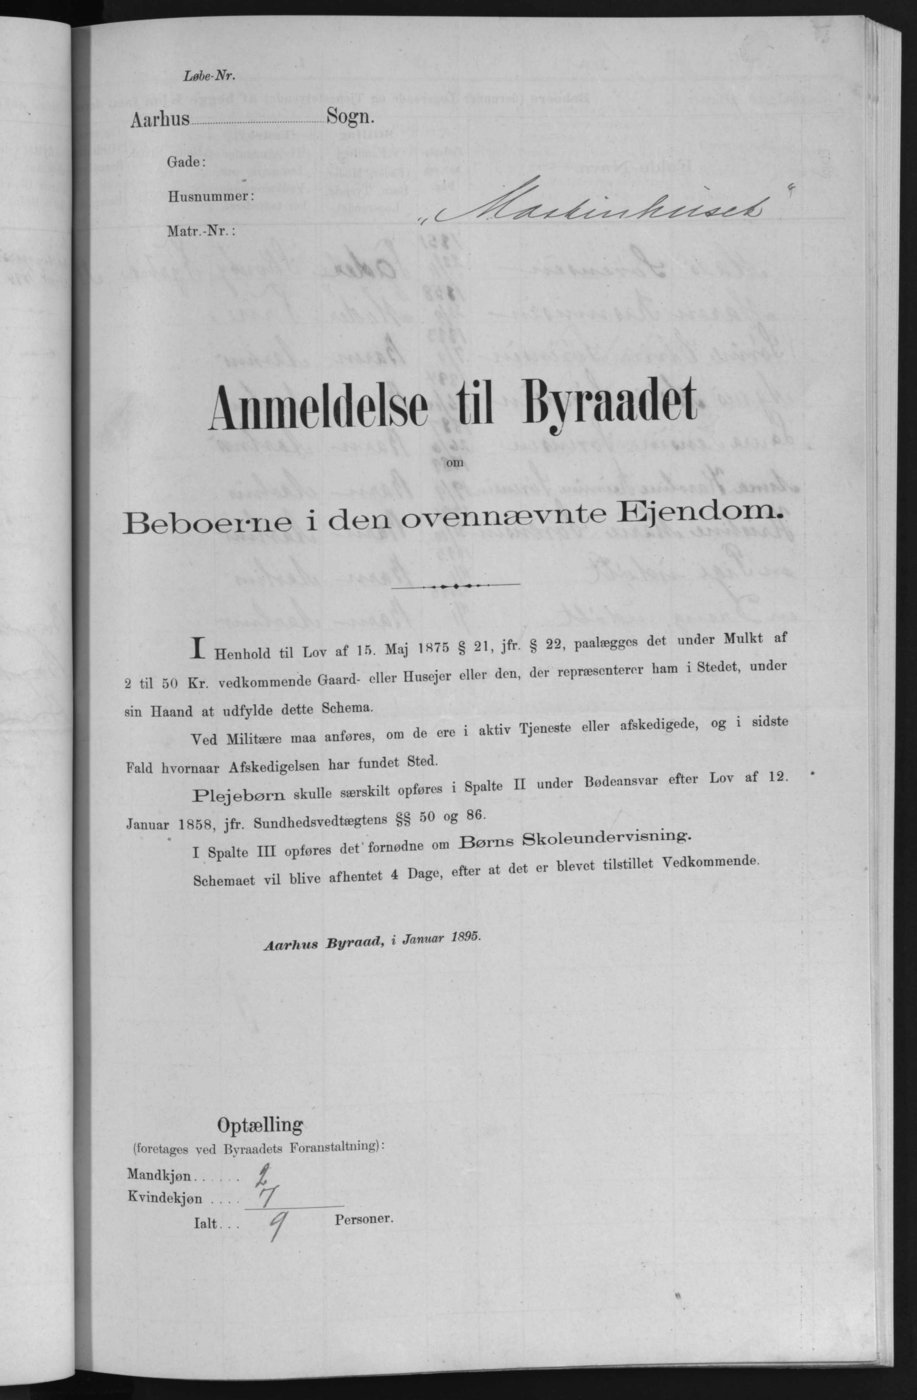 Løbe-Nr.
Aarhus Sogn.
Gade:
Husnummer:
„Maskinhuset“
Matr.-Nr.:
Anmeldelse til Byraadet
om
Beboerne i den ovennævnte Ejendom.
I Henhold til Lov af 15. Maj 1875 § 21, jfr. § 22, paalægges det under Mulkt af
2 til 50 Kr. vedkommende Gaard- eller Husejer eller den, der repræsenterer ham i Stedet, under
sin Haand at udfylde dette Schema.
Ved Militære maa anføres, om de ere i aktiv Tjeneste eller afskedigede, og i sidste
Fald hvornaar Afskedigelsen har fundet Sted.
Plejebørn skulle særskilt opføres i Spalte II under Bødeansvar efter Lov af 12.
Januar 1858, jfr. Sundhedsvedtægtens §§ 50 og 86.
I Spalte III opføres det fornødne om Børns Skoleundervisning.
Schemaet vil blive afhentet 4 Dage, efter at det er blevet tilstillet Vedkommende.
Aarhus Byraad, i Januar 1895.
Optælling
(foretages ved Byraadets Foranstaltning):
Mandkjøn...... 2
Kvindekjøn .... 7
Ialt... 9 Personer.